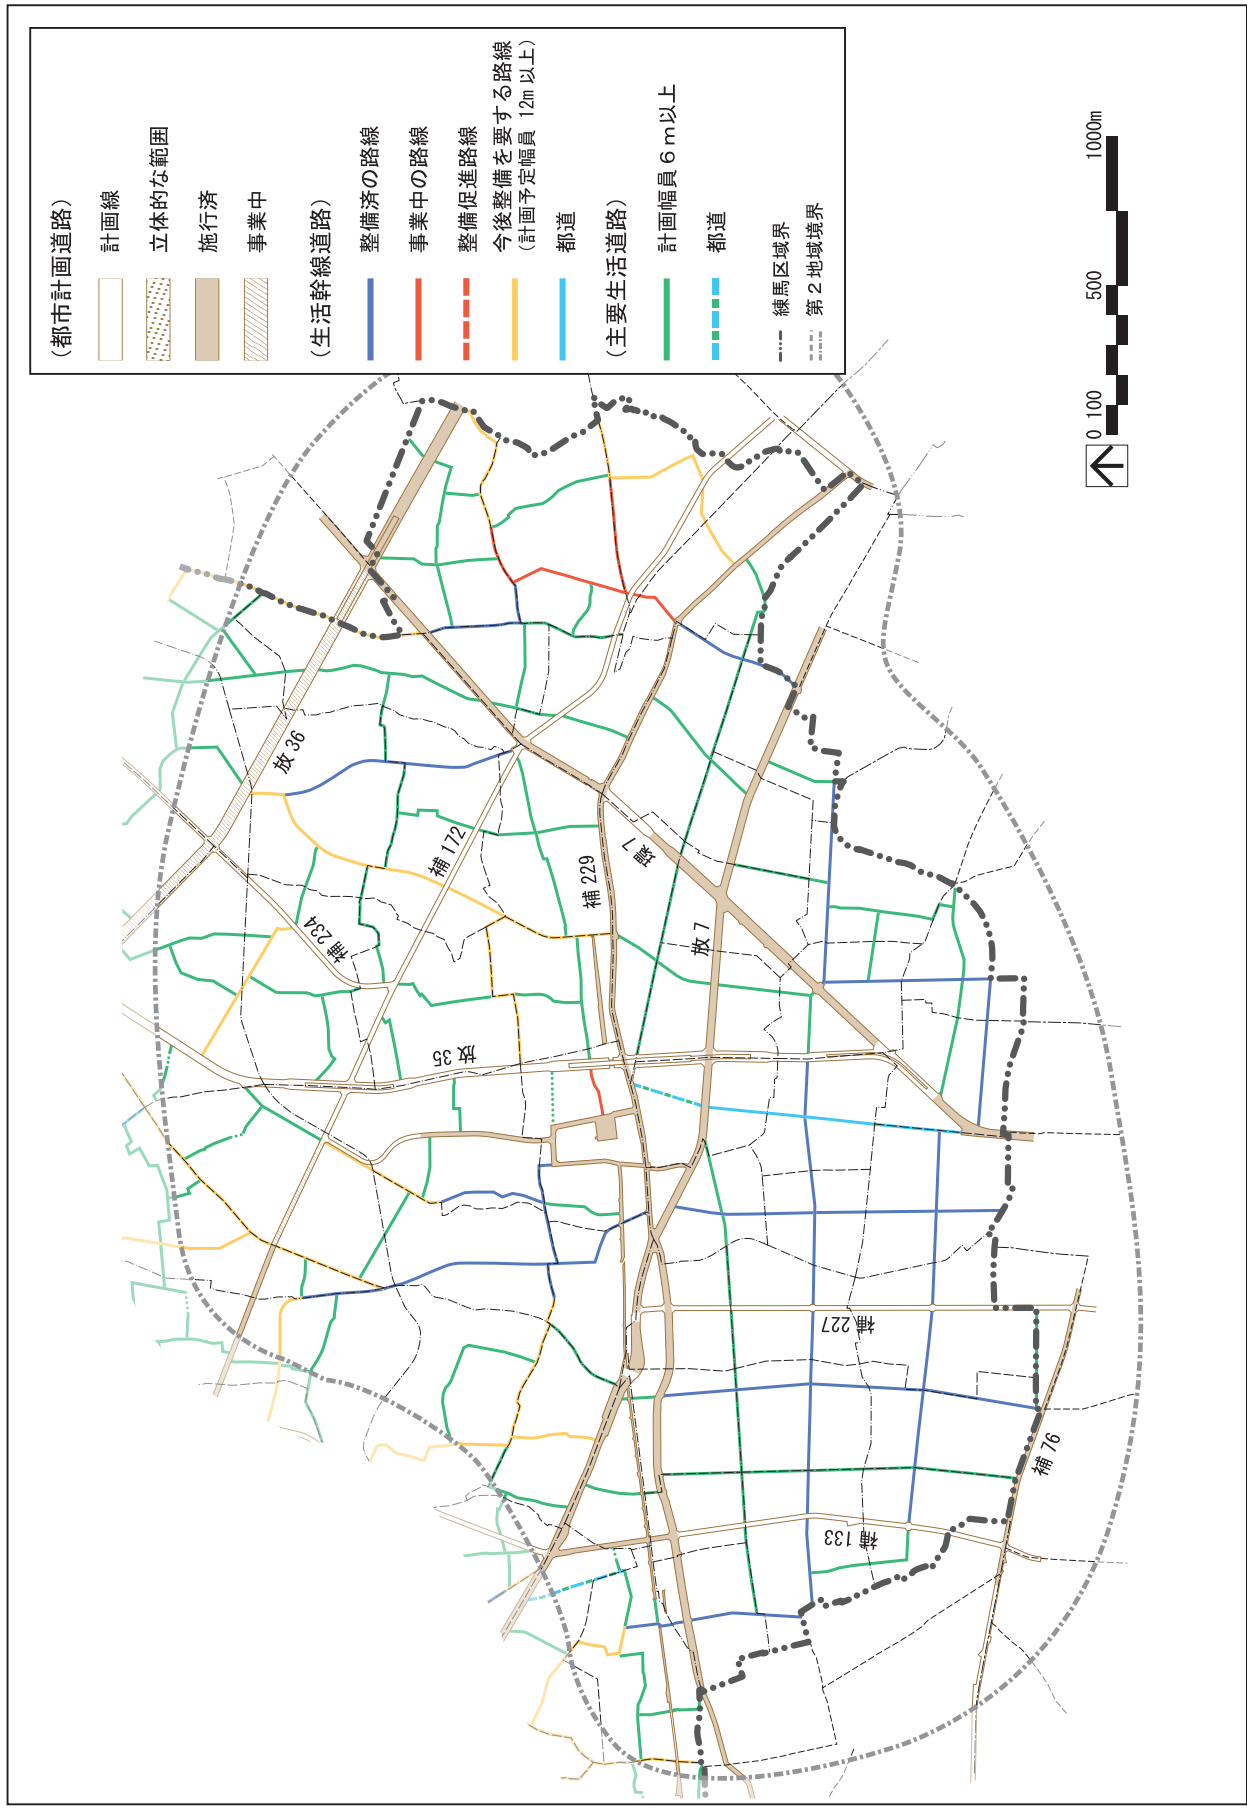 （都市計画道路）
計画線
立体的な範囲
施行済
事業中
（生活幹線道路）
整備済の路線
事業中の路線
整備促進路線
今後整備を要する路線
（計画予定幅員 12m 以上）
都道
（主要生活道路）
計画幅員６ｍ以上
都道
練馬区域界
第２地域境界
0 100 500 1000m
放 36
補 172
補 234
補 229
環 7
放 7
放 35
補 227
補 133
補 76